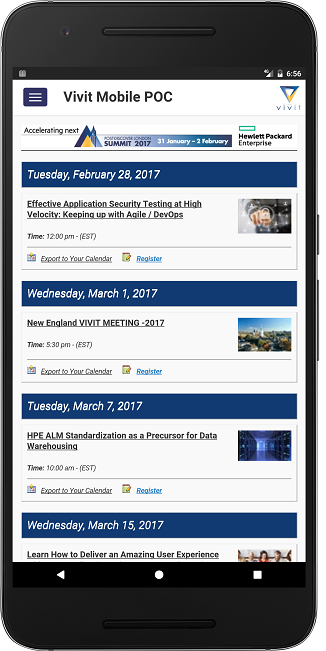 6:56
Vivit Mobile POC
vivit
Accelerating next
POSTDISCOVER LONDON
SUMMIT 2017
31 January – 2 February
Hewlett Packard
Enterprise
Tuesday, February 28, 2017
Effective Application Security Testing at High
Velocity: Keeping up with Agile / DevOps
Time: 12:00 pm - (EST)
Export to Your Calendar Register
Wednesday, March 1, 2017
New England VIVIT MEETING -2017
Time: 5:30 pm - (EST)
Export to Your Calendar Register
Tuesday, March 7, 2017
HPE ALM Standardization as a Precursor for Data
Warehousing
Time: 10:00 am - (EST)
Export to Your Calendar Register
Wednesday, March 15, 2017
Learn How to Deliver an Amazing User Experience